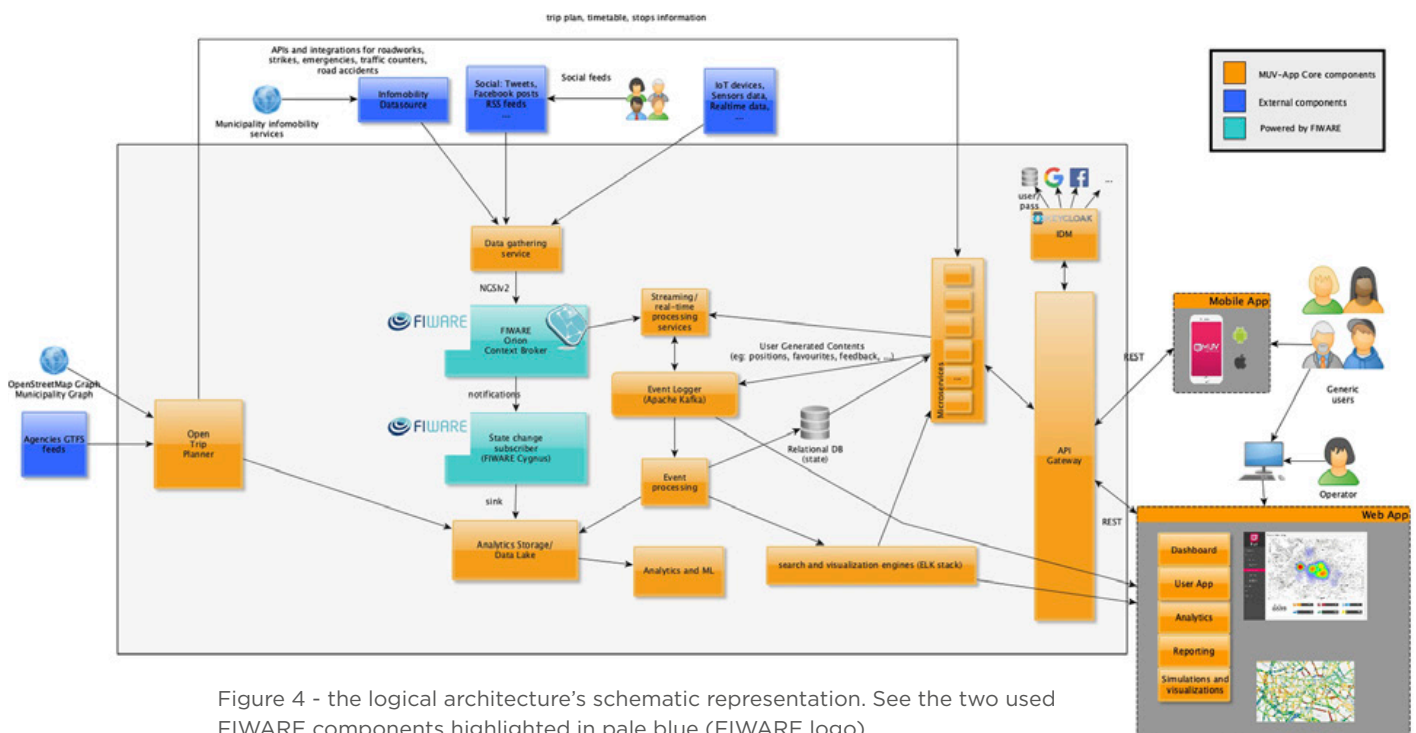 trip plan, timetable, stops information
APIs and integrations for roadworks,
strikes, emergencies, traffic counters,
road accidents
Municipality infomobility
services
Infomobility
Datasource
Social: Tweets,
Facebook posts
RSS feeds
...
Social feeds
IoT devices,
Sensors data,
Realtime data,
...
MUV-App Core components
External components
Powered by FIWARE
Data gathering
service
NGSIv2
FIWARE
FIWARE
Orion
Context Broker
notifications
FIWARE
State change
subscriber
(FIWARE Cygnus)
sink
Analytics Storage/
Data Lake
Analytics and ML
OpenStreetMap Graph
Municipality Graph
Agencies GTFS
feeds
Open
Trip
Planner
Streaming/
real-time
processing
services
User Generated Contents
(eg: positions, favourites, feedback, ...)
Event Logger
(Apache Kafka)
Relational DB
(state)
Event
processing
search and visualization engines (ELK stack)
Microservices
...
user/
pass
G
f
...
KEYCLOAK
IDM
API
Gateway
REST
REST
Mobile App
MUV
Generic
users
Operator
Web App
Dashboard
User App
Analytics
Reporting
Simulations and
visualizations
Figure 4 - the logical architecture's schematic representation. See the two used
FIWARE components highlighted in pale blue (FIWARE logo)